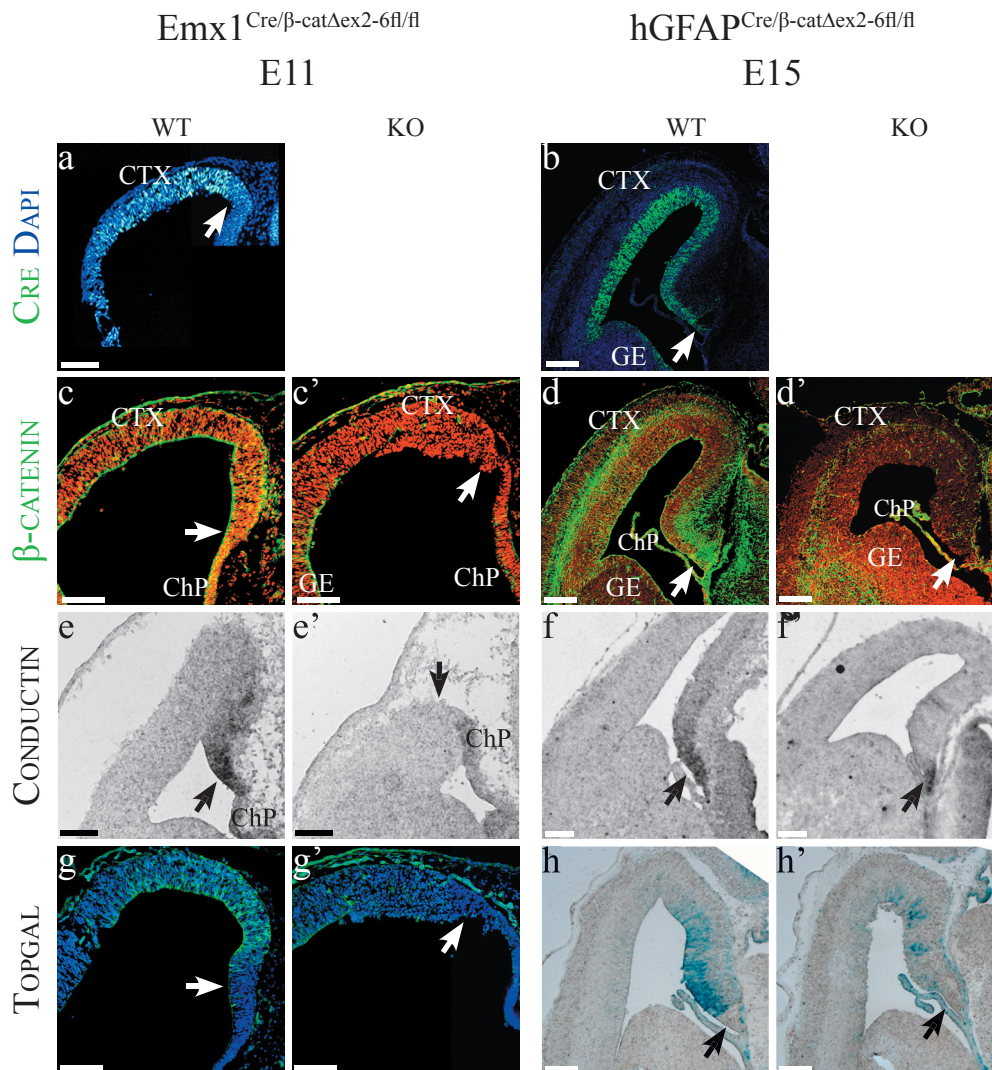 Emx1Cre/β-catΔex2-6fl/fl hGFAPCre/β-catΔex2-6fl/fl
E11 E15
WT KO WT KO
CRE DAPI
a CTX b CTX GE
β-CATENIN
c CTX ChP c’ CTX GE ChP d CTX ChP GE d’ CTX ChP GE
CONDUCTIN
e ChP e’ ChP f f’
TOPGAL
g g’ h h’